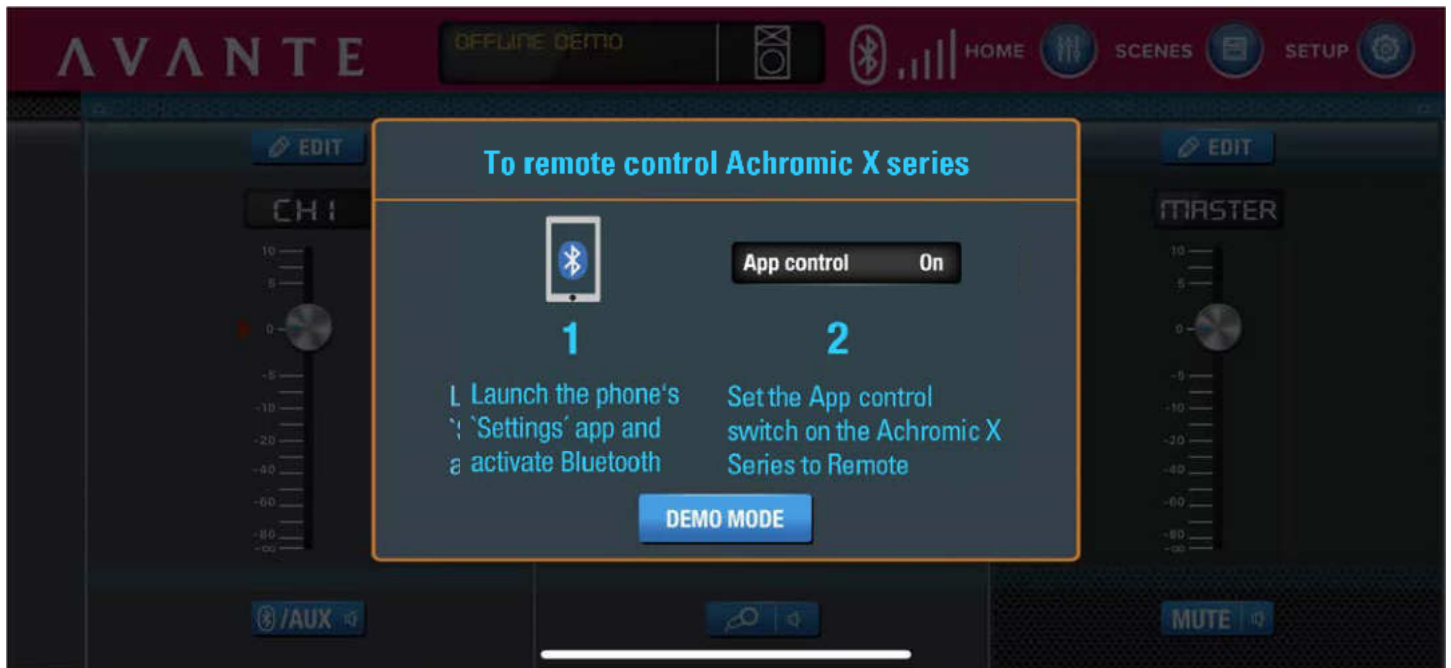 AVANTE
OFFLINE DEMO
HOME
SCENES
SETUP
EDIT
EDIT
CH1
MASTER
To remote control Achromic X series
App control On
1
2
L Launch the phone's
`Settings´ app and
a activate Bluetooth
Set the App control
switch on the Achromic X
Series to Remote
DEMO MODE
10
5
0
-5
-10
-20
-40
-60
-80
-∞
10
5
0
-5
-10
-20
-40
-60
-80
-∞
/AUX
MUTE